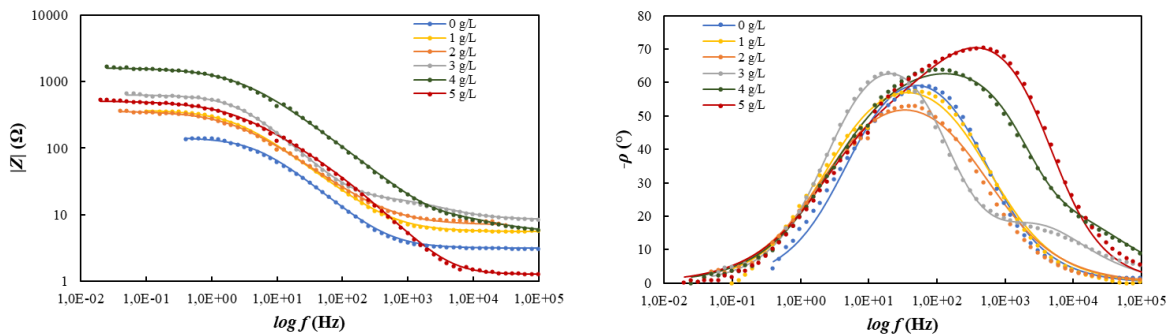 10000
1000
100
10
1
|Z| (Ω)
0 g/L
1 g/L
2 g/L
3 g/L
4 g/L
5 g/L
1,0E-02 1,0E-01 1,0E+00 1,0E+01 1,0E+02 1,0E+03 1,0E+04 1,0E+05
log f (Hz)
80
70
60
50
40
30
20
10
0
-ρ (°)
0 g/L
1 g/L
2 g/L
3 g/L
4 g/L
5 g/L
1,0E-02 1,0E-01 1,0E+00 1,0E+01 1,0E+02 1,0E+03 1,0E+04 1,0E+05
log f (Hz)